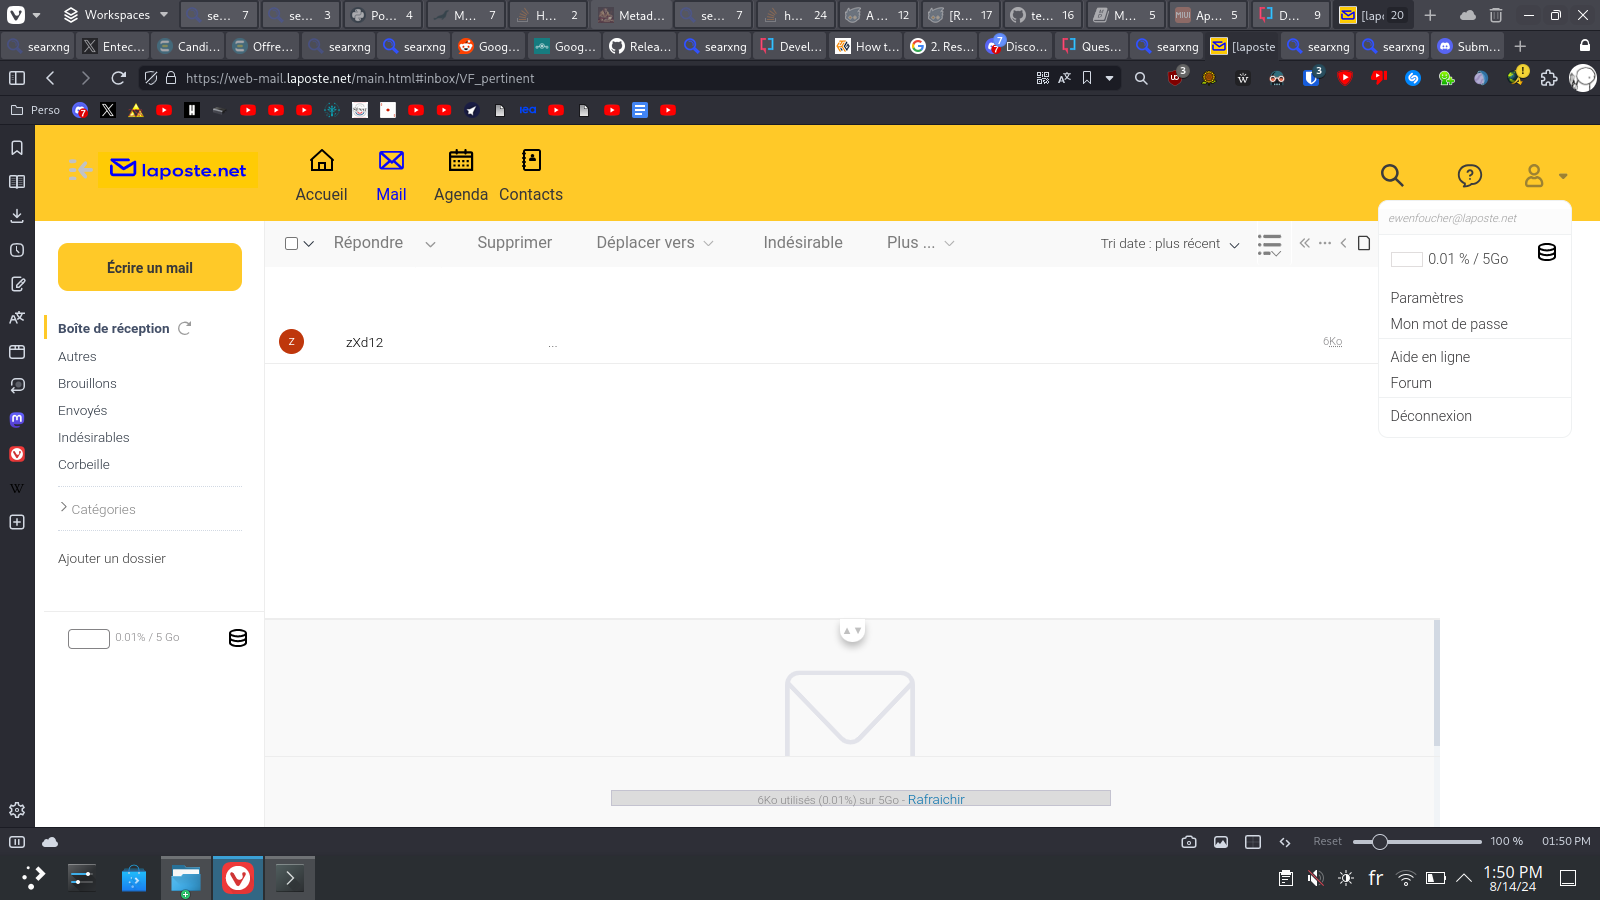 Workspaces
se... 7
se... 3
Po... 4
M... 7
H... 2
Metad...
se... 7
h... 24
A ... 12
[R... 17
te... 16
M... 5
Ap... 5
D... 9
[lap 20
searxng
Entec...
Candi...
Offre...
searxng
searxng
Goog...
Goog...
Relea...
searxng
Devel...
How t...
2. Res...
Disco...
Ques...
searxng
[laposte
searxng
searxng
Subm...
https://web-mail.laposte.net/main.html#inbox/VF_pertinent
Perso
laposte.net
Accueil
Mail
Agenda
Contacts
ewenfoucher@laposte.net
Écrire un mail
Répondre
Supprimer
Déplacer vers
Indésirable
Plus ...
Tri date : plus récent
0.01 % / 5Go
Paramètres
Mon mot de passe
Aide en ligne
Forum
Déconnexion
Boîte de réception
Autres
Brouillons
Envoyés
Indésirables
Corbeille
Catégories
Ajouter un dossier
0.01% / 5 Go
Z
zXd12
...
6Ko
6Ko utilisés (0.01%) sur 5Go - Rafraichir
Reset
100 %
01:50 PM
fr
1:50 PM
8/14/24